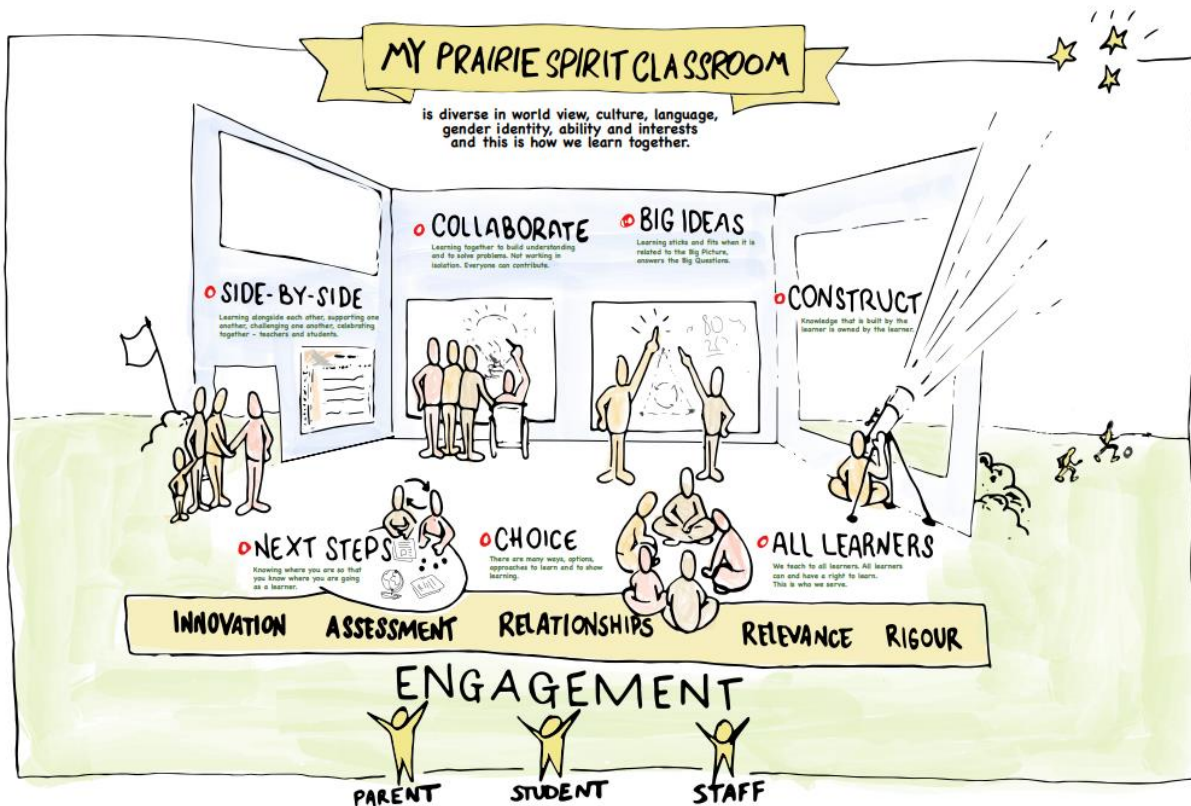 MY PRAIRIE SPIRIT CLASSROOM
is diverse in world view, culture, language,
gender identity, ability and interests
and this is how we learn together.
COLLABORATE
Learning together to build understanding
and to solve problems. Not working in
isolation. Everyone can contribute.
BIG IDEAS
Learning sticks and fits when it is
related to the Big Picture,
answers the Big Questions.
SIDE-BY-SIDE
Learning alongside each other, supporting one
another, challenging one another, celebrating
together - teachers and students.
CONSTRUCT
Knowledge that is built by the
learner is owned by the learner.
NEXT STEPS
Knowing where you are so that
you know where you are going
as a learner.
CHOICE
There are many ways, options,
approaches to learn and to show
learning.
ALL LEARNERS
We teach to all learners. All learners
can and have a right to learn.
This is who we serve.
INNOVATION ASSESSMENT RELATIONSHIPS RELEVANCE RIGOUR
ENGAGEMENT
PARENT STUDENT STAFF